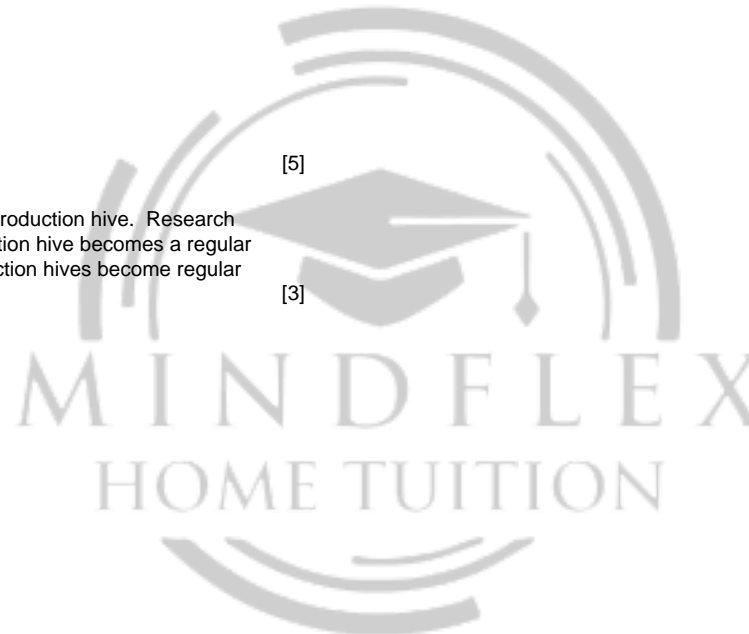 [5]
roduction hive. Research
tion hive becomes a regular
ction hives become regular
[3]
MINDFLEX
HOME TUITION